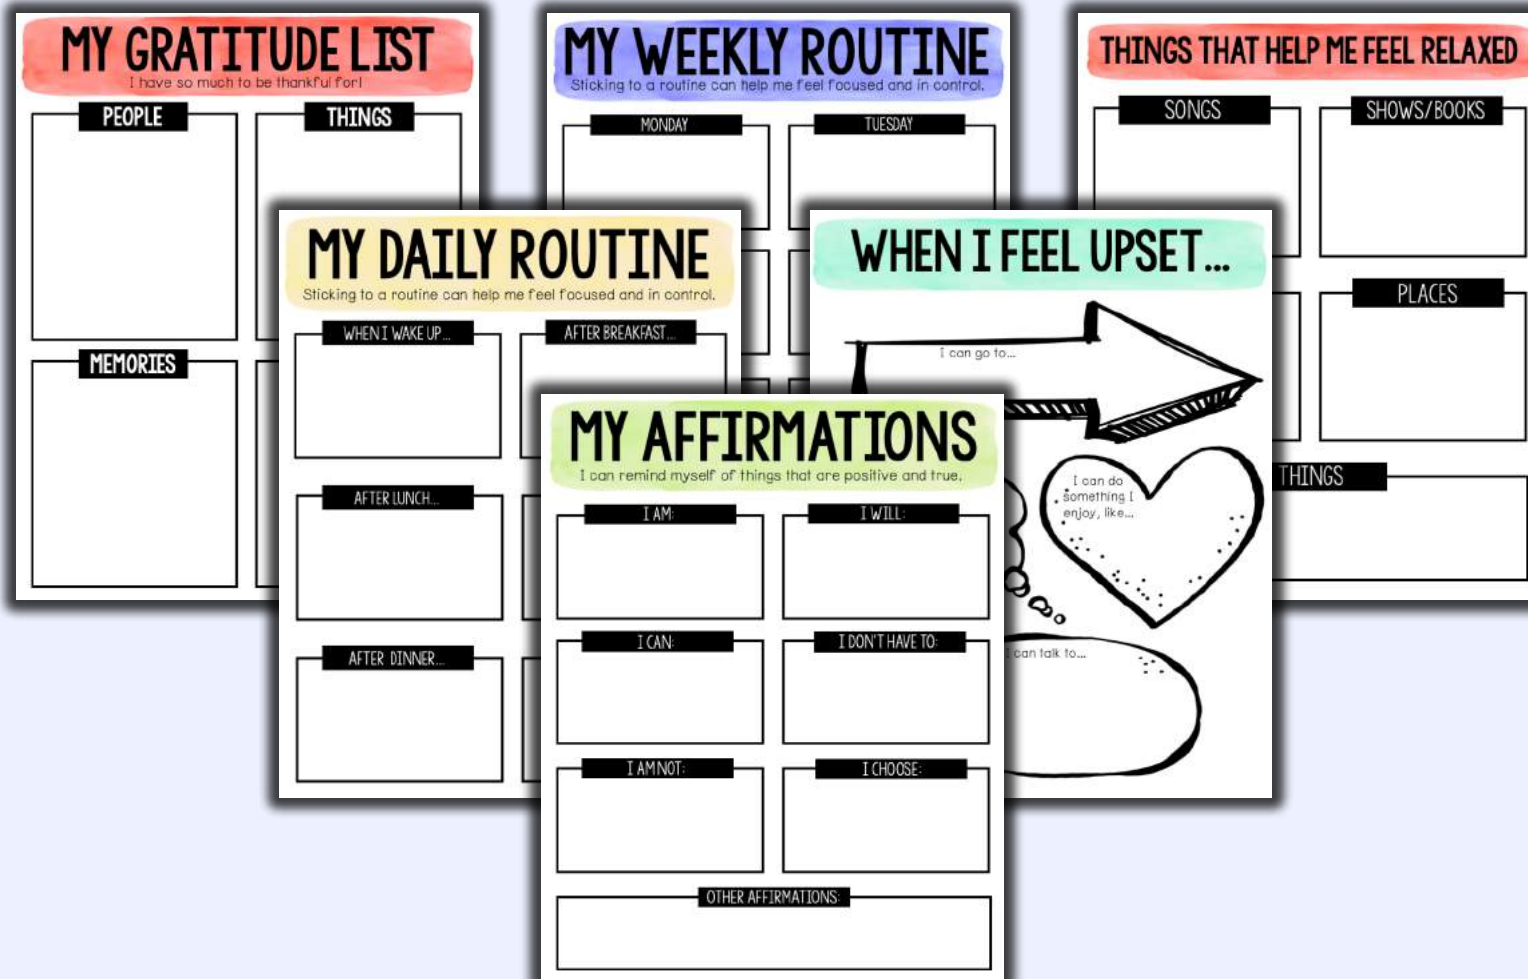 MY GRATITUDE LIST
I have so much to be thankful for!
PEOPLE
THINGS
MEMORIES
MY WEEKLY ROUTINE
Sticking to a routine can help me feel focused and in control.
MONDAY
TUESDAY
THINGS THAT HELP ME FEEL RELAXED
SONGS
SHOWS/BOOKS
PLACES
THINGS
MY DAILY ROUTINE
Sticking to a routine can help me feel focused and in control.
WHEN I WAKE UP...
AFTER BREAKFAST...
AFTER LUNCH...
AFTER DINNER...
WHEN I FEEL UPSET...
I can go to...
I can do
something I
enjoy, like...
I can talk to...
MY AFFIRMATIONS
I can remind myself of things that are positive and true.
I AM:
I WILL:
I CAN:
I DON'T HAVE TO:
I AM NOT:
I CHOOSE:
OTHER AFFIRMATIONS: